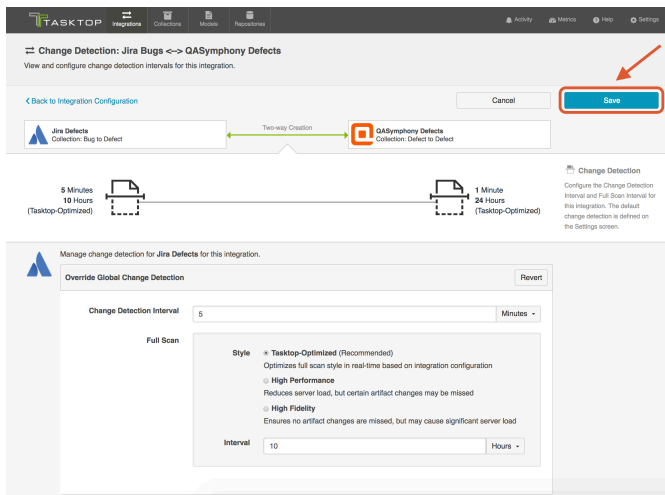 TASKTOP
Integrations
Collections
Models
Repositories
Activity
Metrics
Help
Settings
Change Detection: Jira Bugs <--> QASymphony Defects
View and configure change detection intervals for this integration.
Back to Integration Configuration
Cancel
Save
Jira Defects
Collection: Bug to Defect
Two-way Creation
QASymphony Defects
Collection: Defect to Defect
5 Minutes
10 Hours
(Tasktop-Optimized)
1 Minute
24 Hours
(Tasktop-Optimized)
Change Detection
Configure the Change Detection
Interval and Full Scan Interval for
this integration. The default
change detection is defined on
the Settings screen.
Manage change detection for Jira Defects for this integration.
Override Global Change Detection
Revert
Change Detection Interval
5
Minutes
Full Scan
Style
Tasktop-Optimized (Recommended)
Optimizes full scan style in real-time based on integration configuration
High Performance
Reduces server load, but certain artifact changes may be missed
High Fidelity
Ensures no artifact changes are missed, but may cause significant server load
Interval
10
Hours